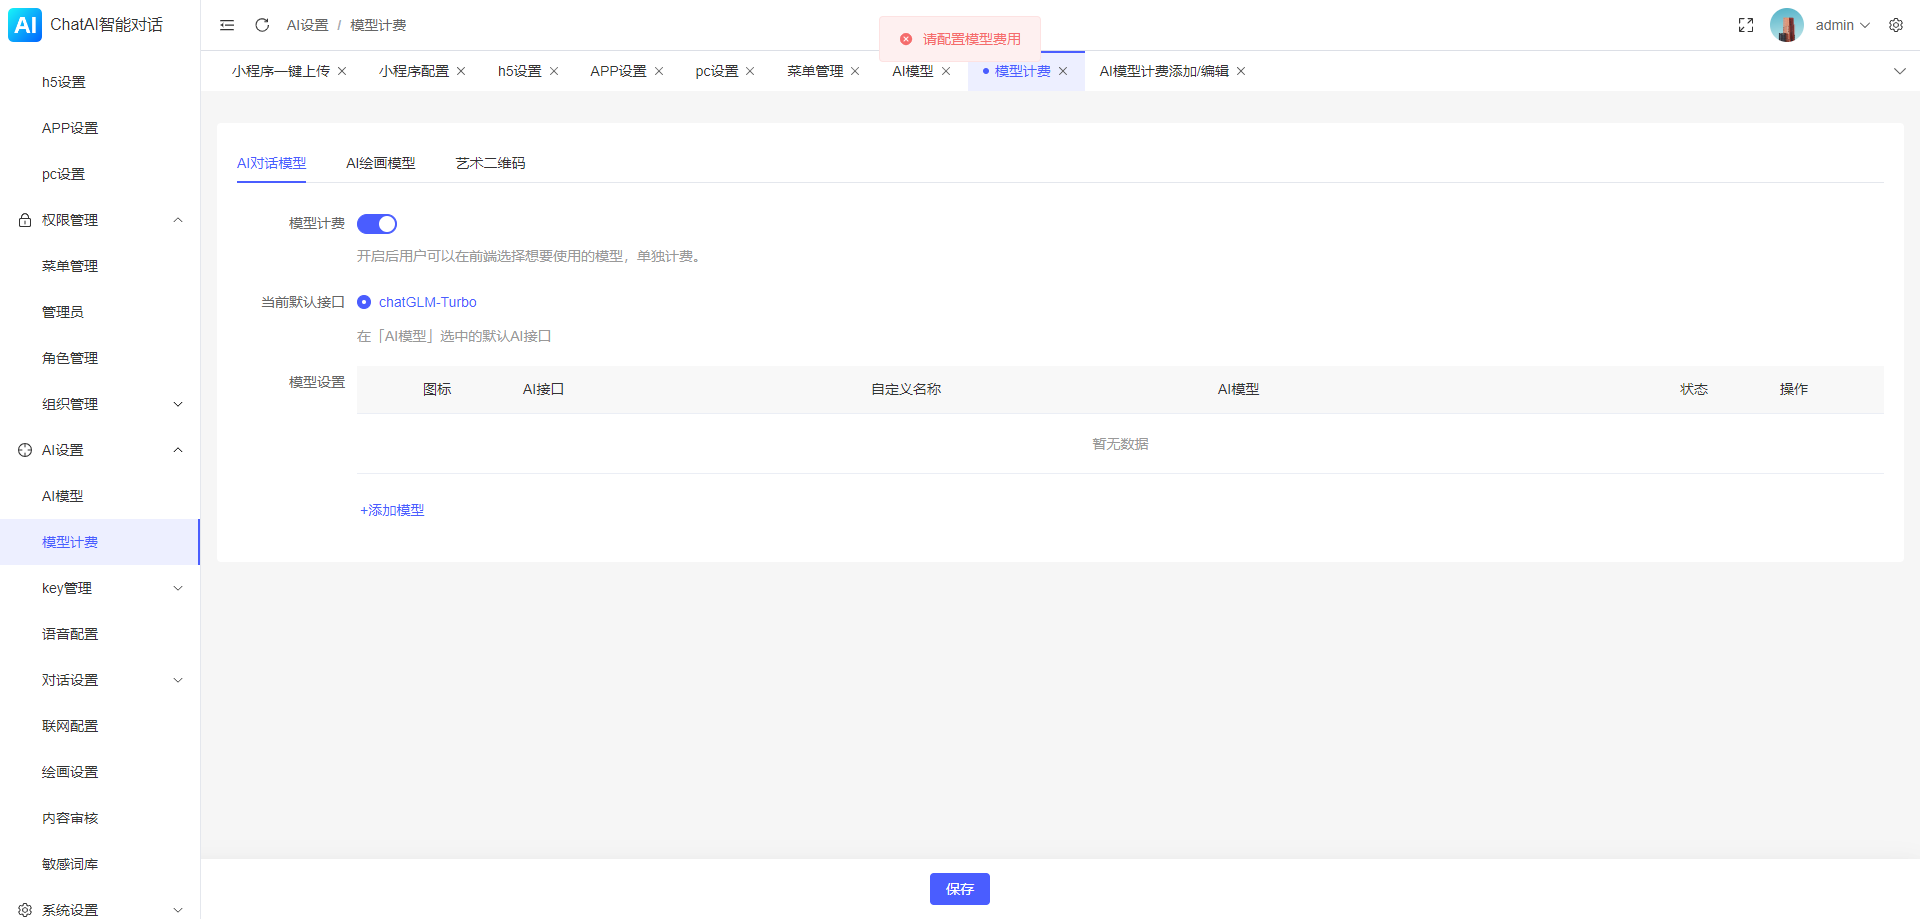 AI ChatAI智能对话
h5设置
APP设置
pc设置
权限管理
菜单管理
管理员
角色管理
组织管理
AI设置
AI模型
模型计费
key管理
语音配置
对话设置
联网配置
绘画设置
内容审核
敏感词库
系统设置
AI设置 / 模型计费
请配置模型费用
admin
小程序一键上传 小程序配置 h5设置 APP设置 pc设置 菜单管理 AI模型 模型计费 AI模型计费添加/编辑
AI对话模型 AI绘画模型 艺术二维码
模型计费
开启后用户可以在前端选择想要使用的模型，单独计费。
当前默认接口 chatGLM-Turbo
在「AI模型」选中的默认AI接口
模型设置
图标 AI接口 自定义名称 AI模型 状态 操作
暂无数据
+添加模型
保存